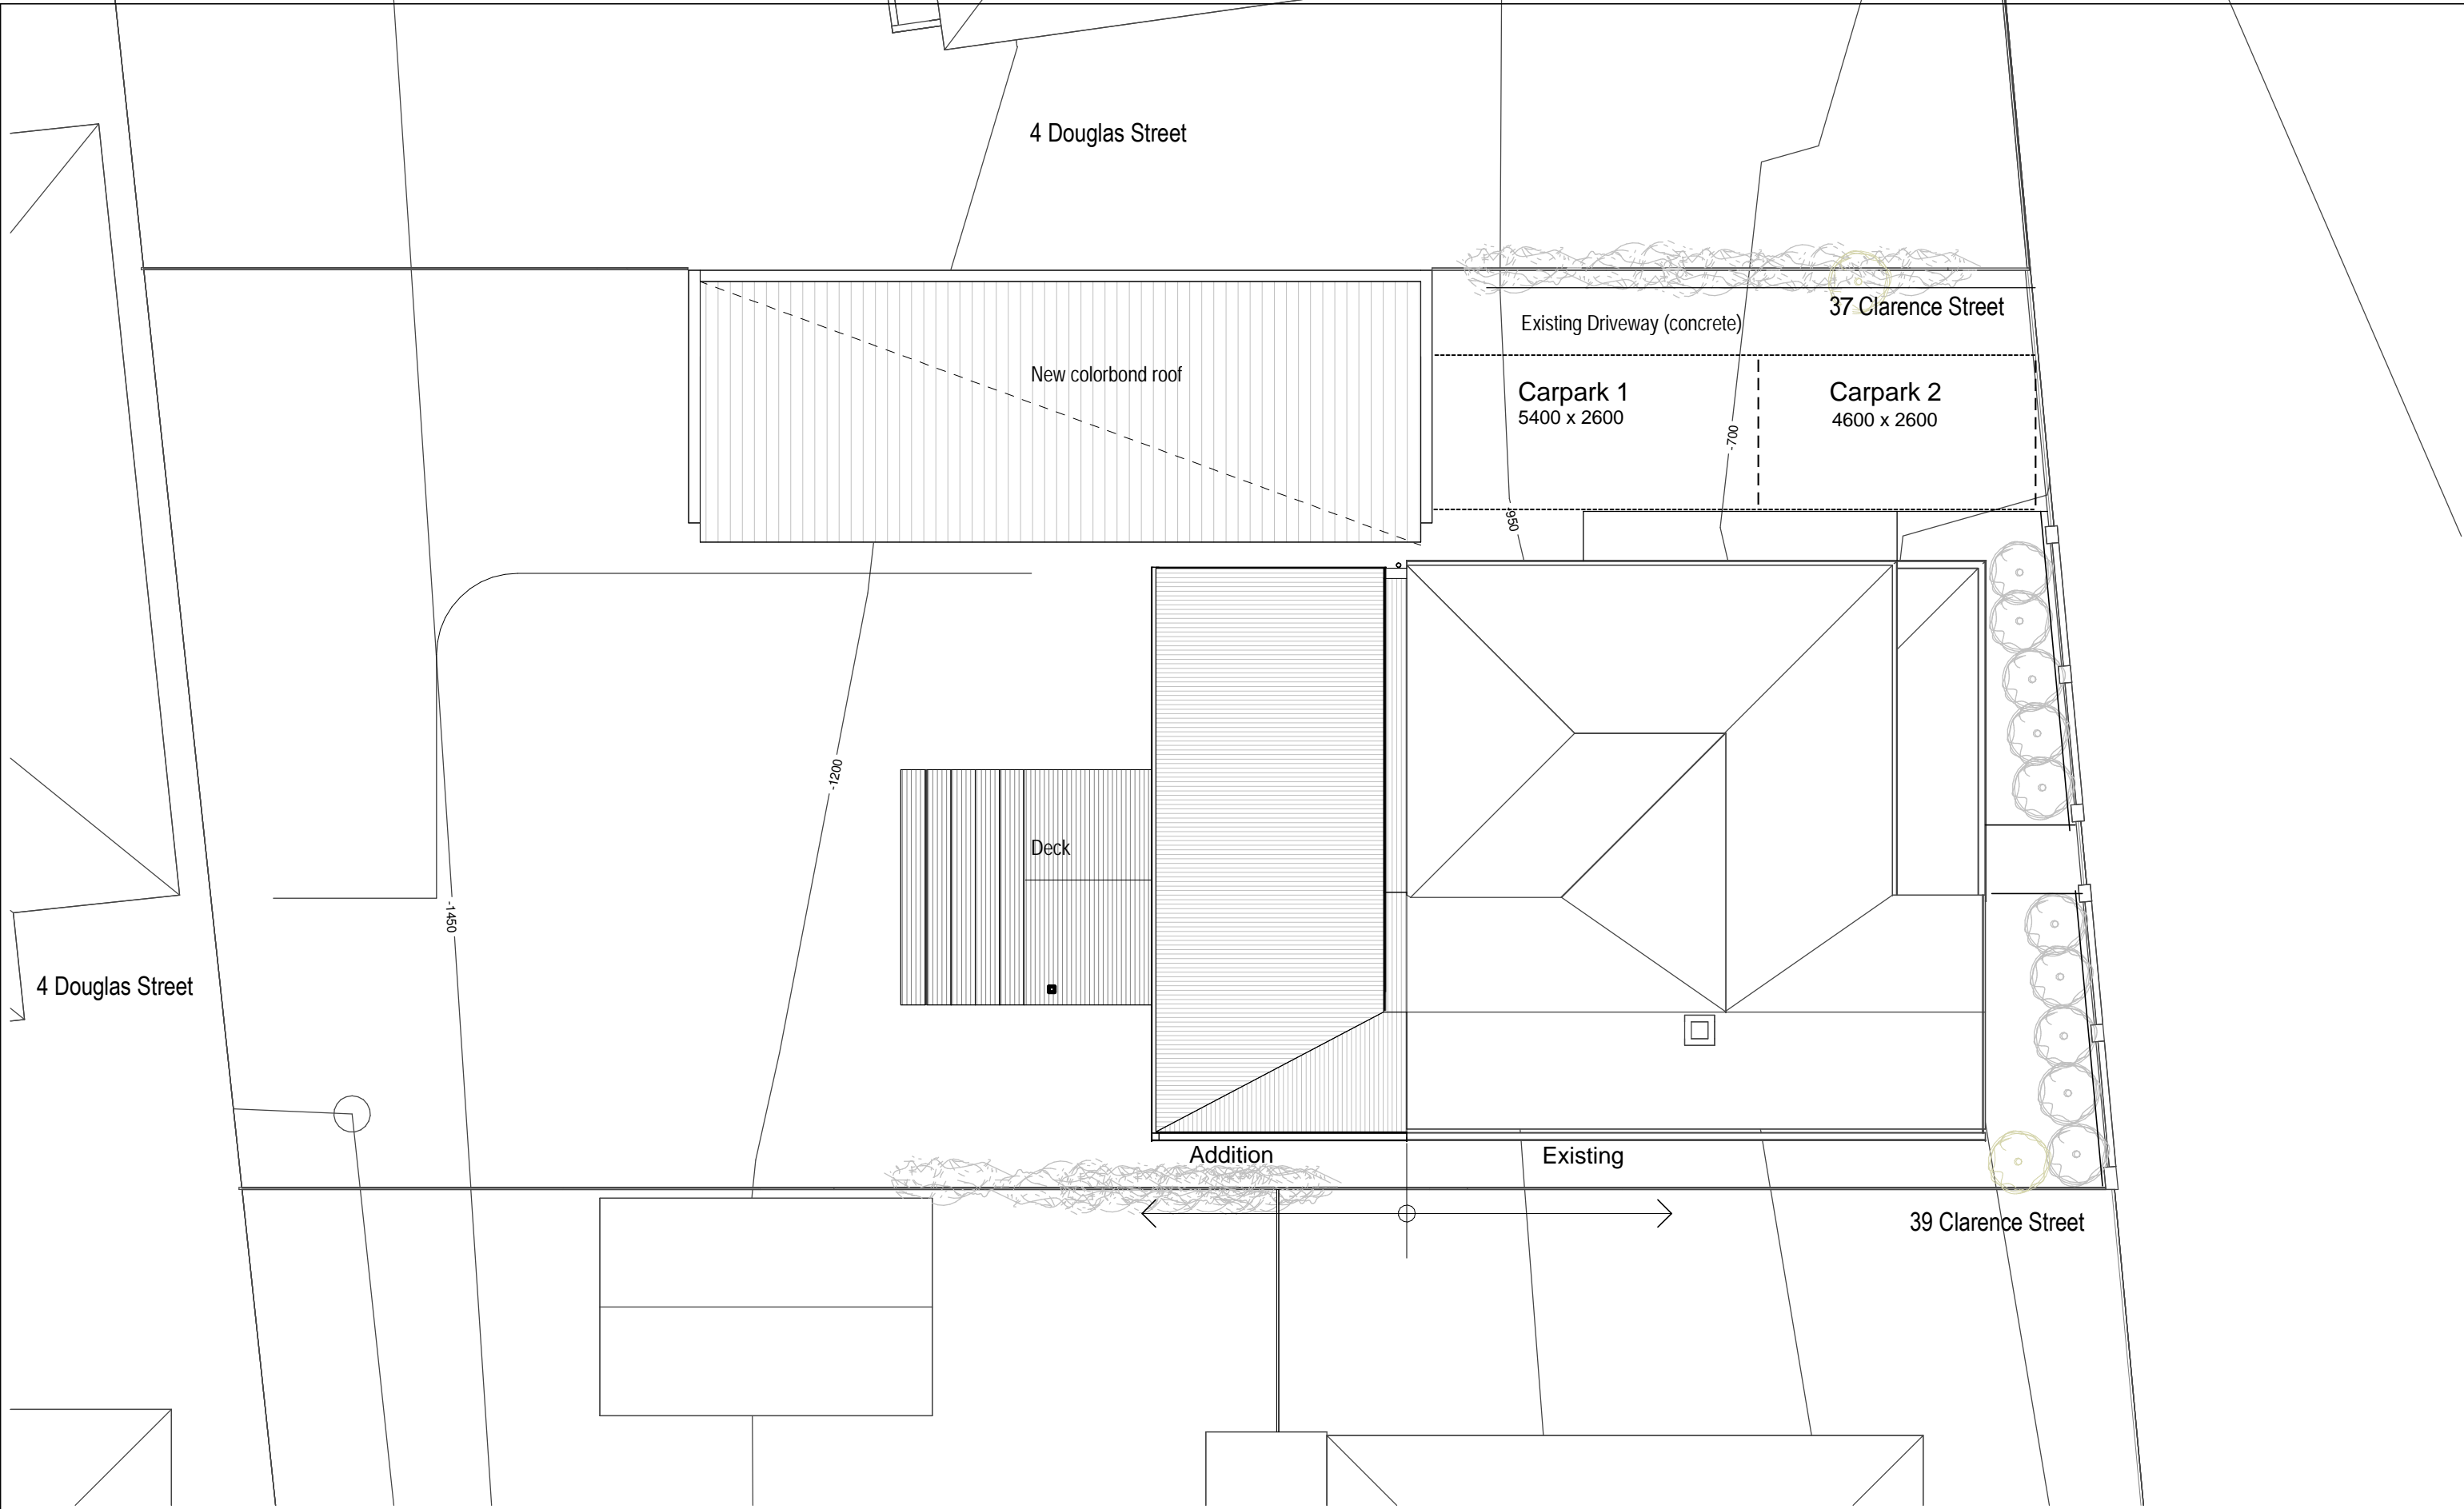 4 Douglas Street
37 Clarence Street
Existing Driveway (concrete)
New colorbond roof
Carpark 1
5400 x 2600
Carpark 2
4600 x 2600
-700
-950
-1200
Deck
-1450
4 Douglas Street
Addition
Existing
39 Clarence Street